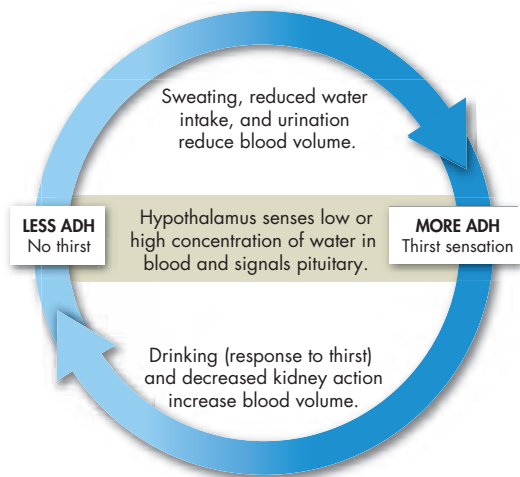 Sweating, reduced water
intake, and urination
reduce blood volume.
LESS ADH
No thirst
Hypothalamus senses low or
high concentration of water in
blood and signals pituitary.
MORE ADH
Thirst sensation
Drinking (response to thirst)
and decreased kidney action
increase blood volume.